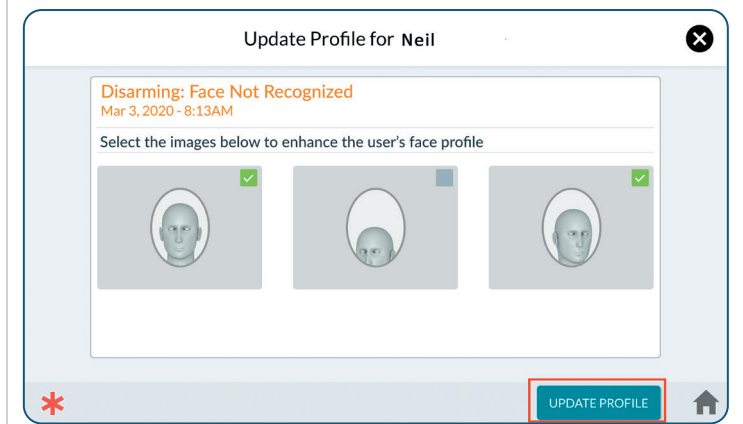 Update Profile for Neil
Disarming: Face Not Recognized
Mar 3, 2020 - 8:13AM
Select the images below to enhance the user's face profile
UPDATE PROFILE